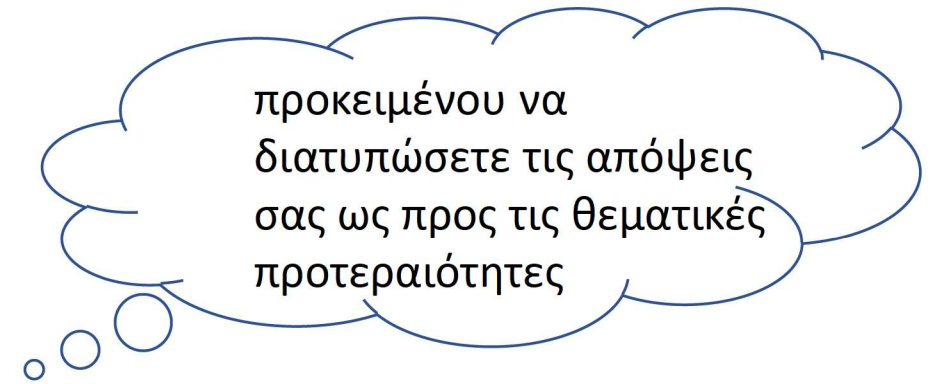 προκειμένου να
διατυπώσετε τις απόψεις
σας ως προς τις θεματικές
προτεραιότητες